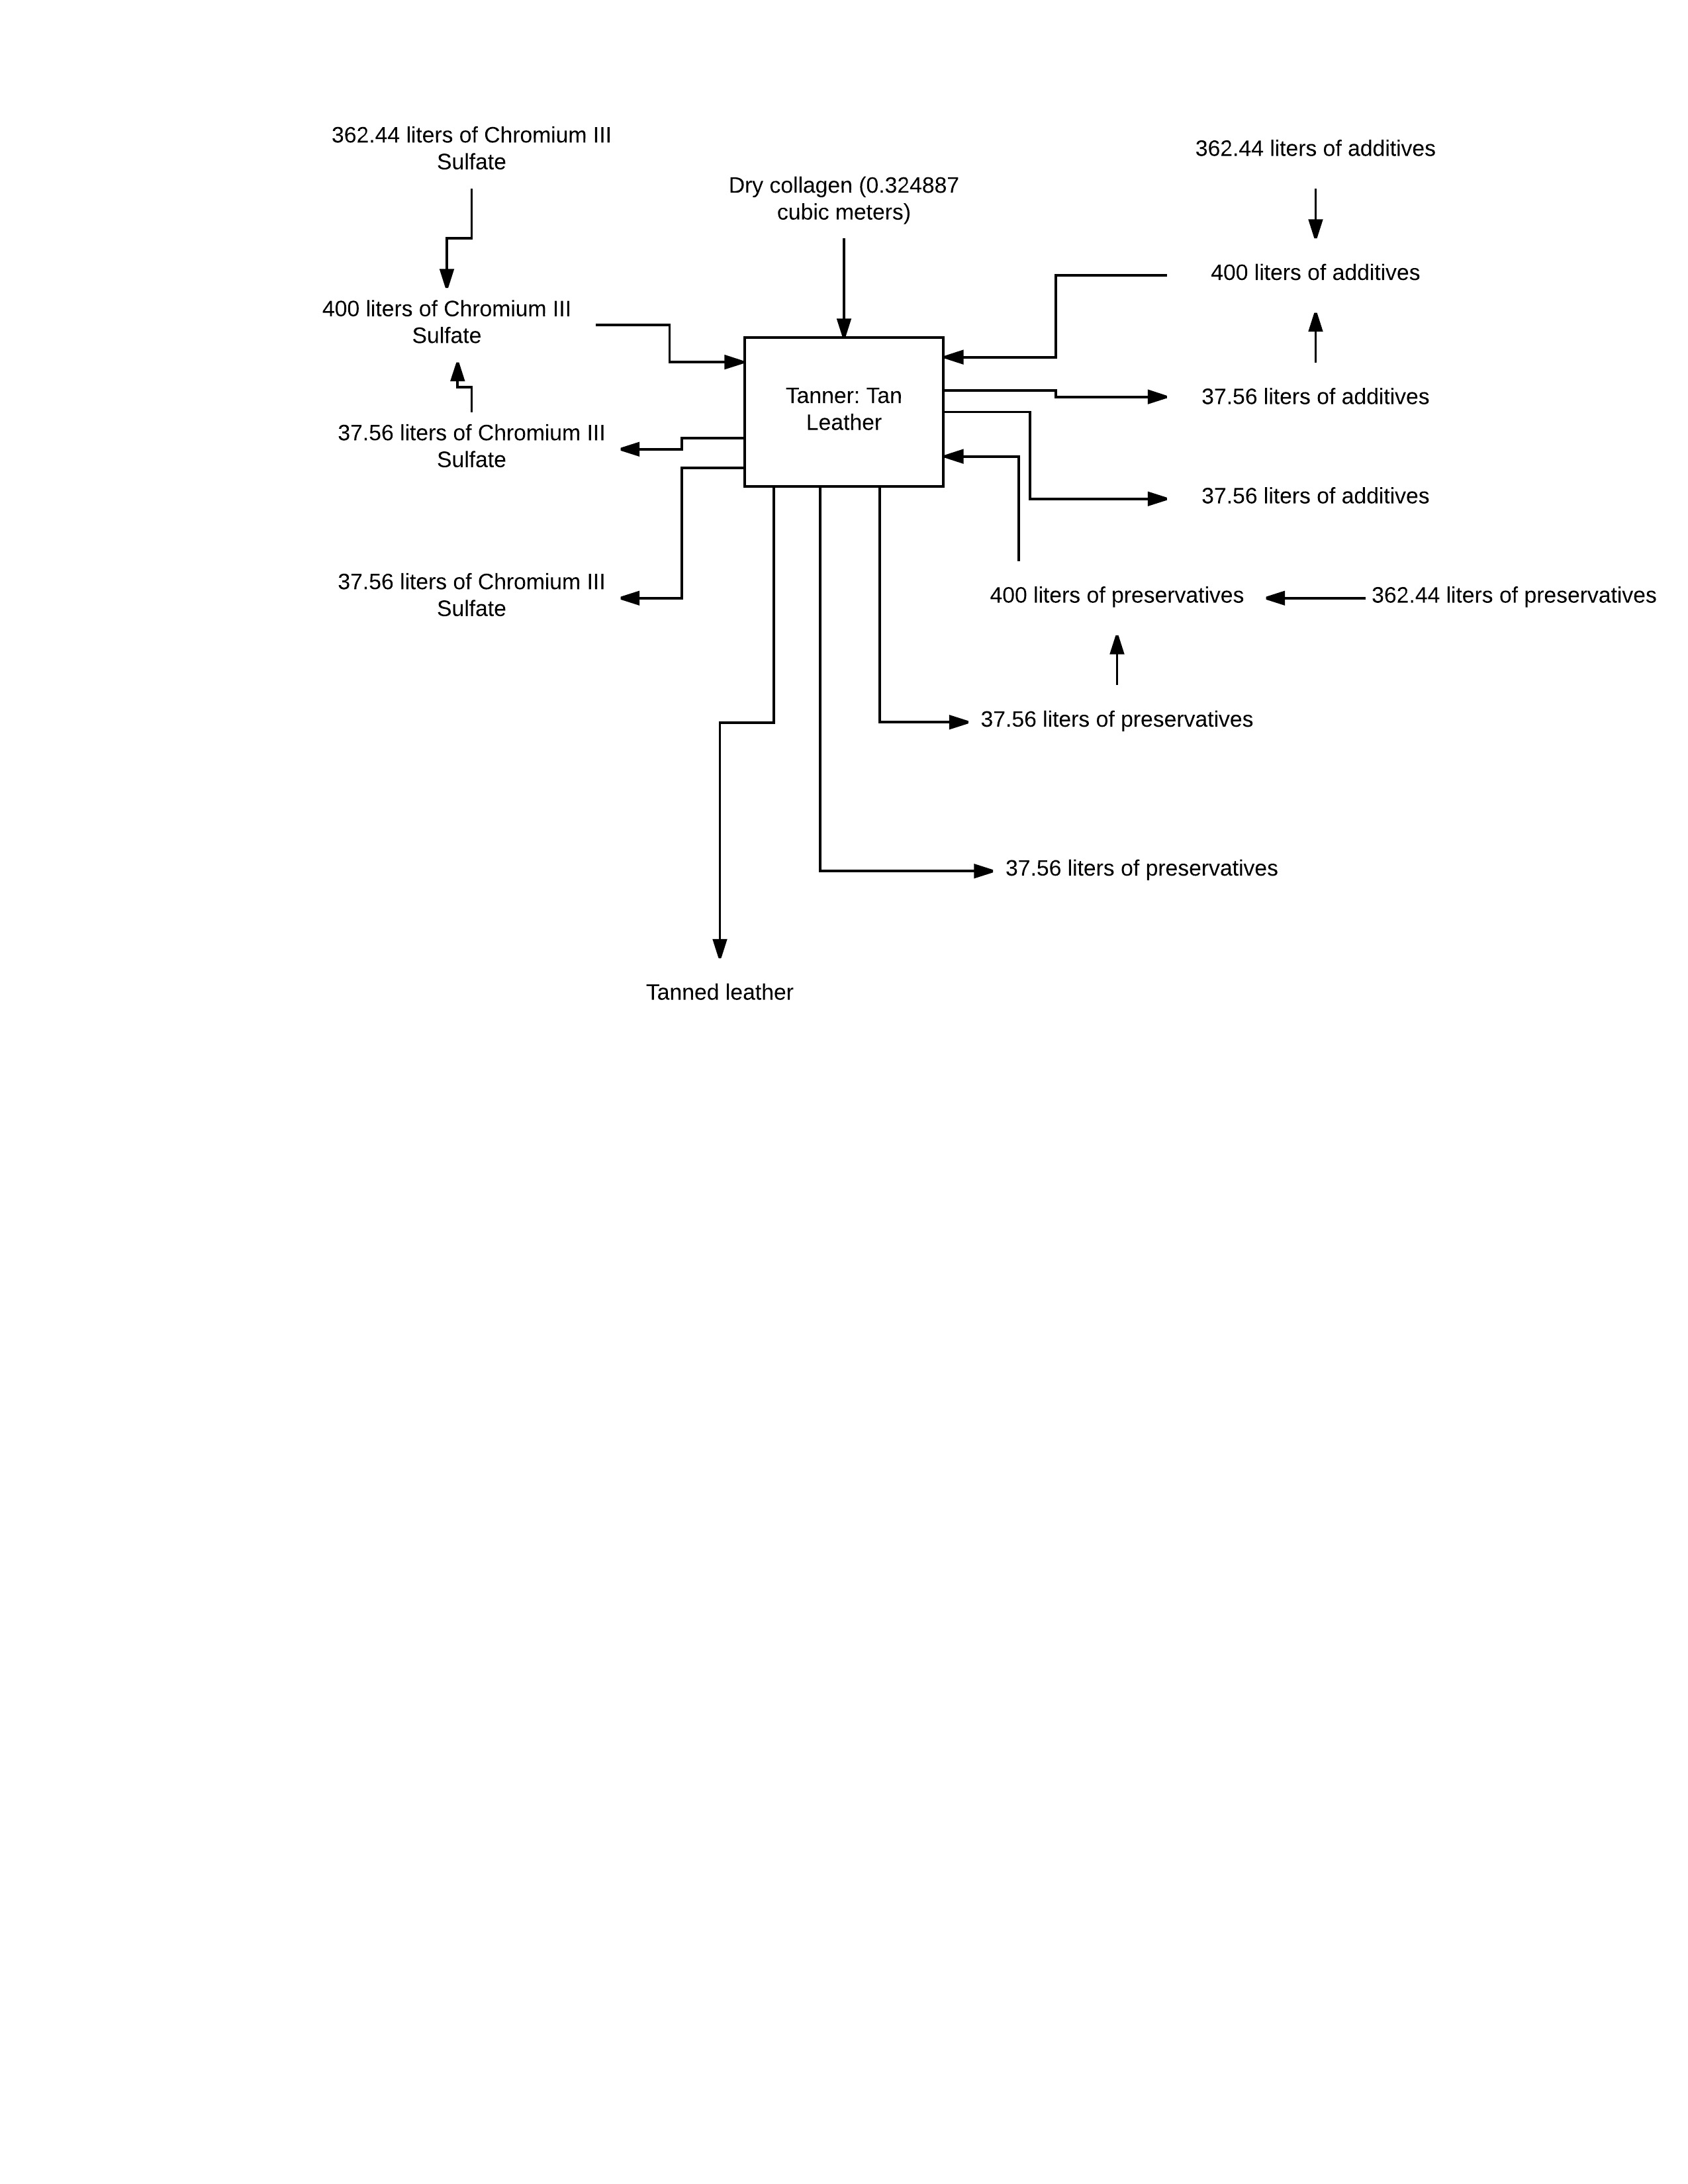 362.44 liters of Chromium III
Sulfate
362.44 liters of additives
Dry collagen (0.324887
cubic meters)
400 liters of additives
400 liters of Chromium III
Sulfate
Tanner: Tan
Leather
37.56 liters of additives
37.56 liters of Chromium III
Sulfate
37.56 liters of additives
37.56 liters of Chromium III
Sulfate
400 liters of preservatives
362.44 liters of preservatives
37.56 liters of preservatives
37.56 liters of preservatives
Tanned leather